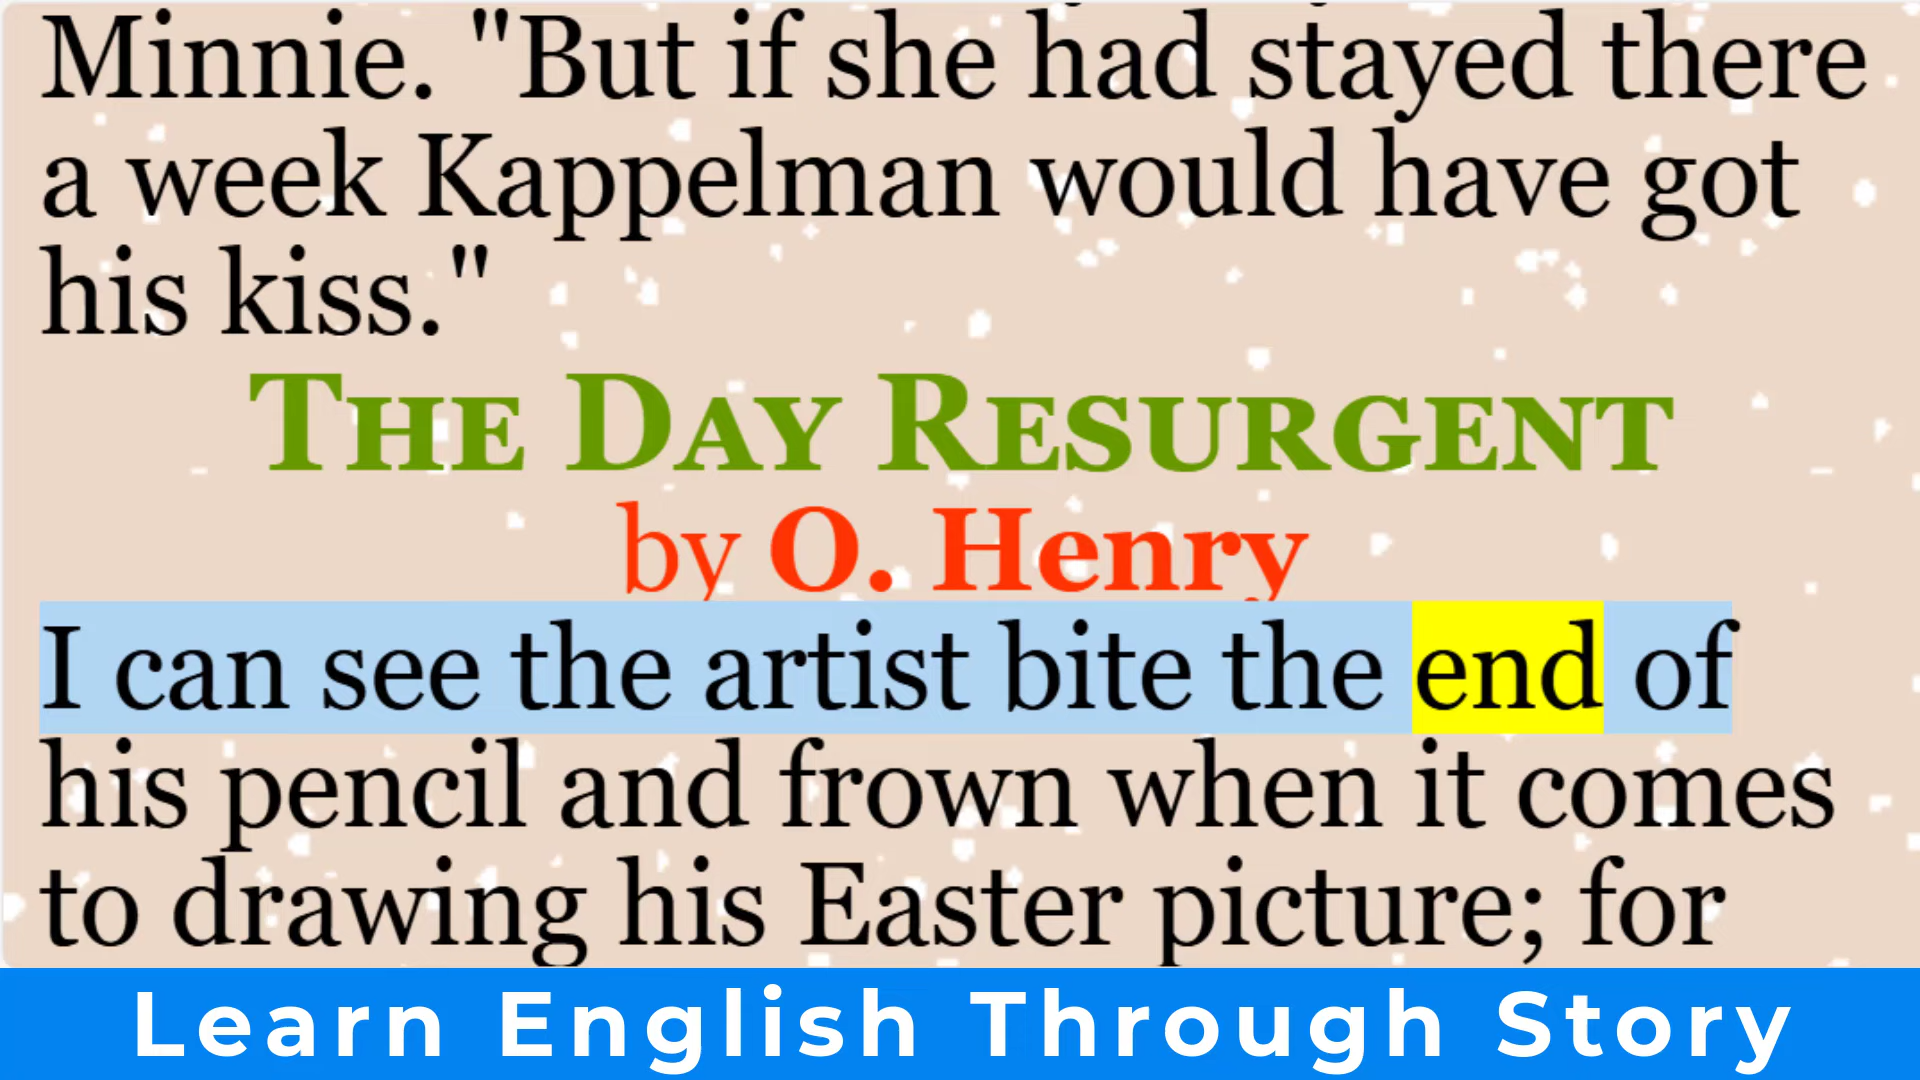 Minnie. "But if she had stayed there
a week Kappelman would have got
his kiss."
THE DAY RESURGENT
by O. Henry
I can see the artist bite the end of
his pencil and frown when it comes
to drawing his Easter picture; for
Learn English Through Story